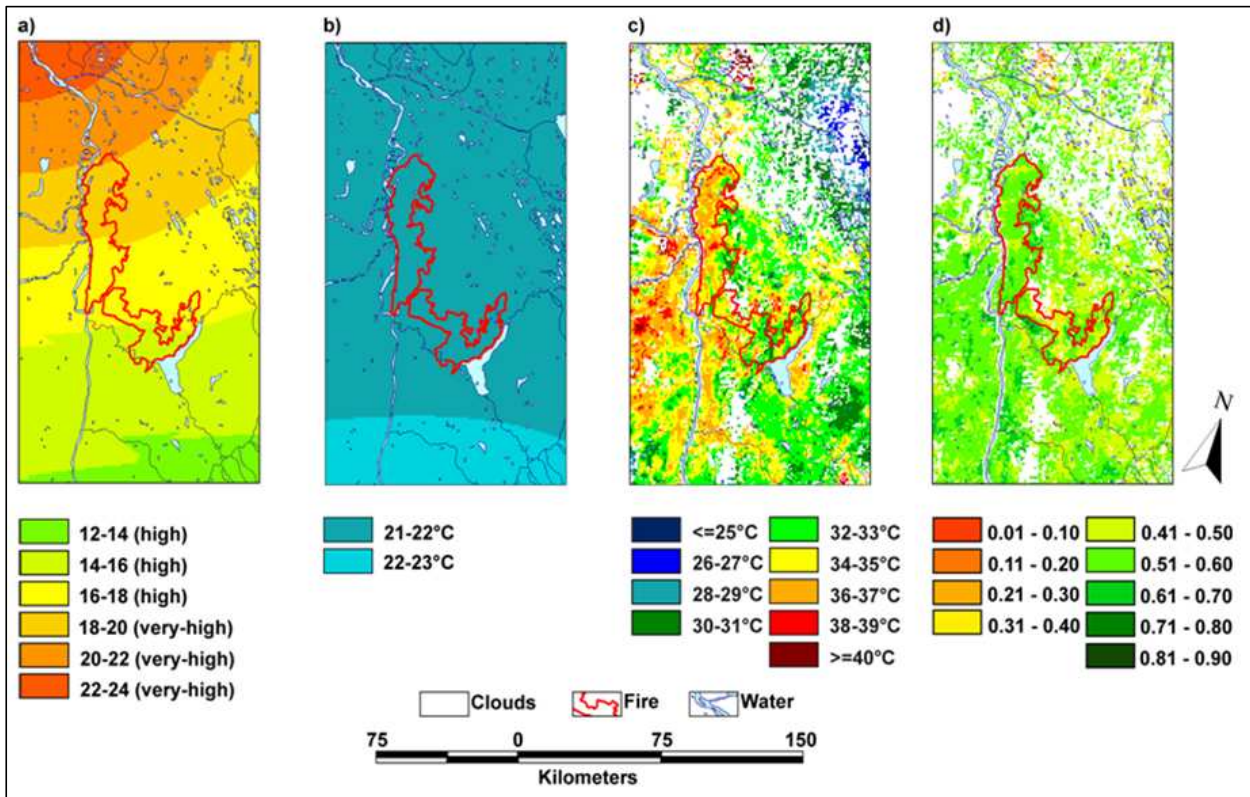 a)
b)
c)
d)
N
12-14 (high)
14-16 (high)
16-18 (high)
18-20 (very-high)
20-22 (very-high)
22-24 (very-high)
21-22°C
22-23°C
<=25°C
26-27°C
28-29°C
30-31°C
32-33°C
34-35°C
36-37°C
38-39°C
>=40°C
0.01 - 0.10
0.11 - 0.20
0.21 - 0.30
0.31 - 0.40
0.41 - 0.50
0.51 - 0.60
0.61 - 0.70
0.71 - 0.80
0.81 - 0.90
Clouds Fire Water
75 0 75 150
Kilometers